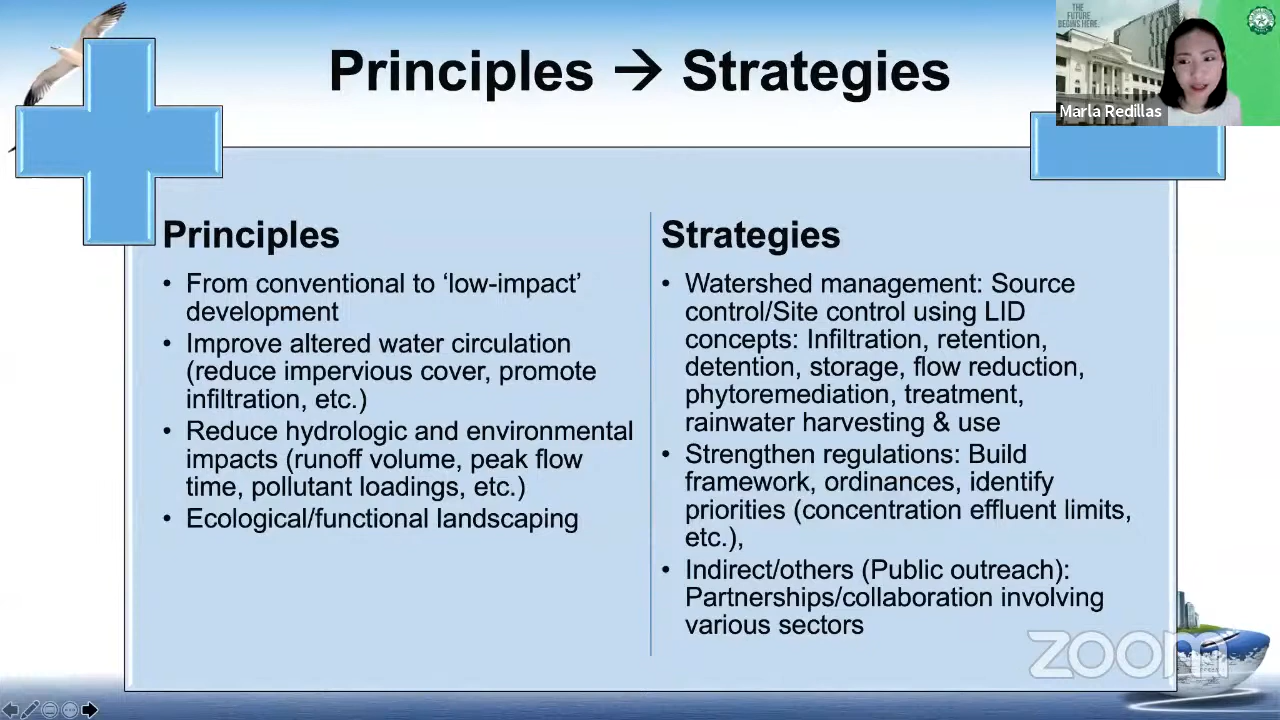 Principles → Strategies
THE
FUTURE
BEGINS HERE.
Marla Redillas
Principles
• From conventional to ‘low-impact’
development
• Improve altered water circulation
(reduce impervious cover, promote
infiltration, etc.)
• Reduce hydrologic and environmental
impacts (runoff volume, peak flow
time, pollutant loadings, etc.)
• Ecological/functional landscaping
Strategies
• Watershed management: Source
control/Site control using LID
concepts: Infiltration, retention,
detention, storage, flow reduction,
phytoremediation, treatment,
rainwater harvesting & use
• Strengthen regulations: Build
framework, ordinances, identify
priorities (concentration effluent limits,
etc.),
• Indirect/others (Public outreach):
Partnerships/collaboration involving
various sectors
zoom